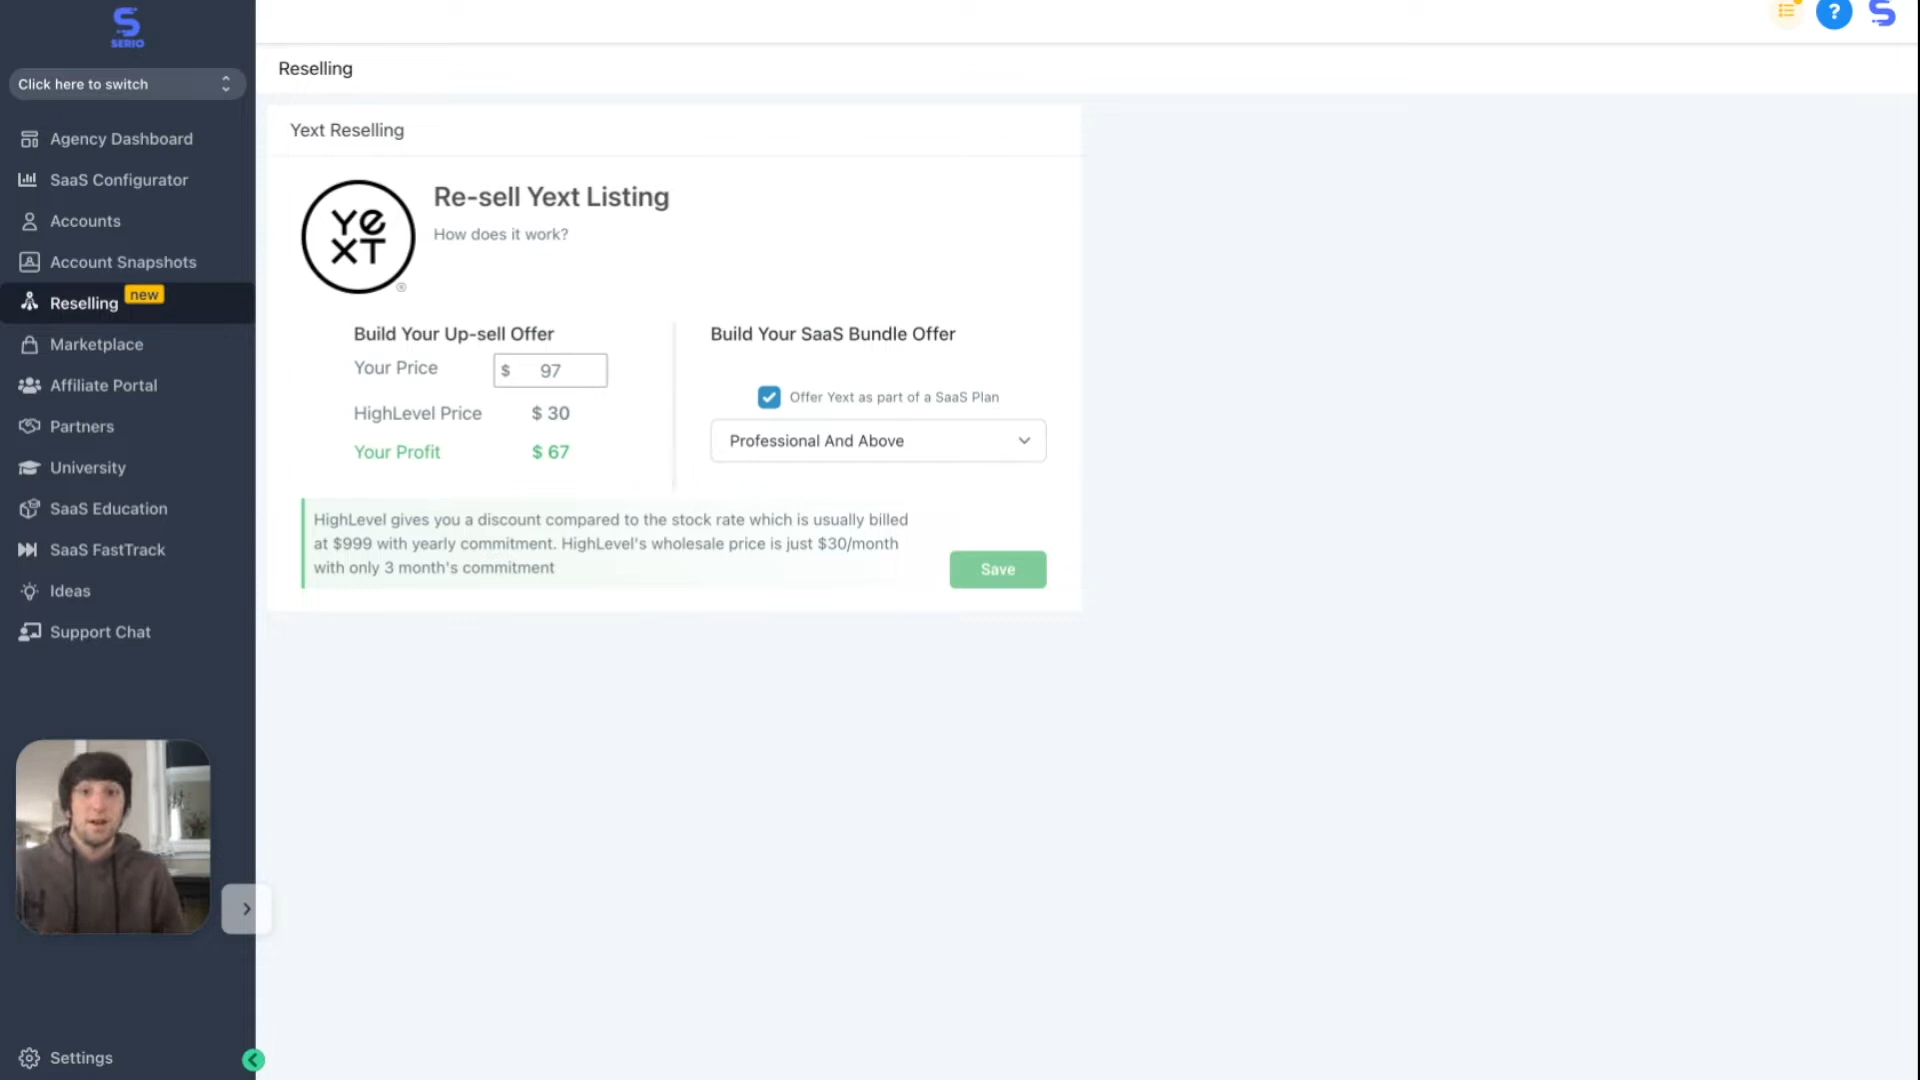 SERIO
Click here to switch
Agency Dashboard
SaaS Configurator
Accounts
Account Snapshots
Reselling new
Marketplace
Affiliate Portal
Partners
University
SaaS Education
SaaS FastTrack
Ideas
Support Chat
Settings
?
Reselling
Yext Reselling
Yext
®
Re-sell Yext Listing
How does it work?
Build Your Up-sell Offer
Your Price $ 97
HighLevel Price $ 30
Your Profit $ 67
Build Your SaaS Bundle Offer
Offer Yext as part of a SaaS Plan
Professional And Above
HighLevel gives you a discount compared to the stock rate which is usually billed
at $999 with yearly commitment. HighLevel's wholesale price is just $30/month
with only 3 month's commitment
Save